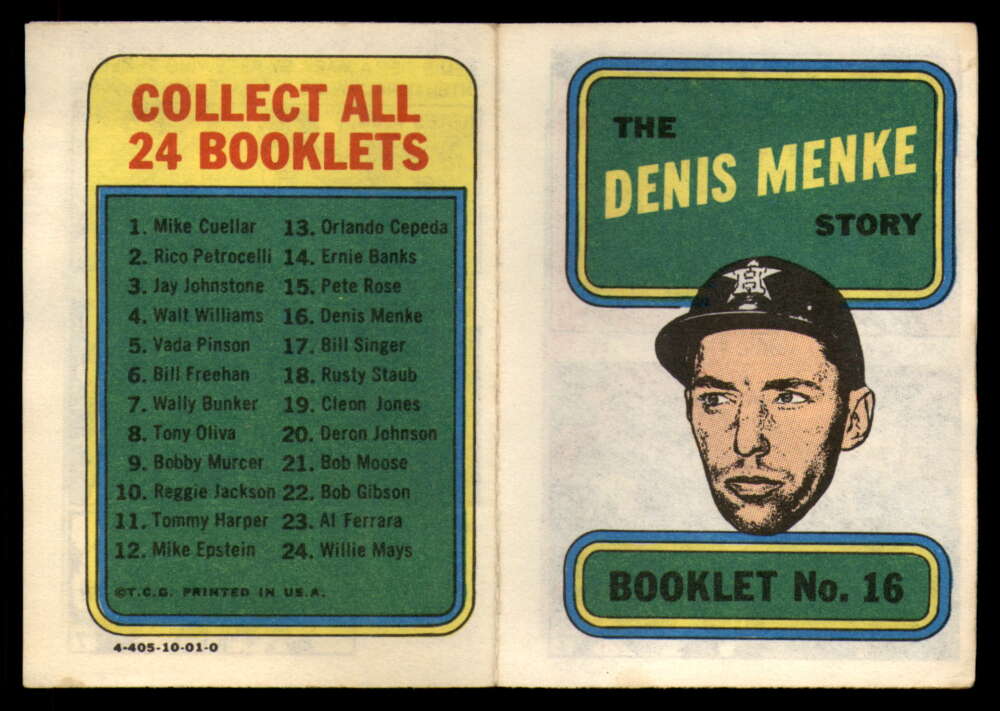 COLLECT ALL
24 BOOKLETS
1. Mike Cuellar
2. Rico Petrocelli
3. Jay Johnstone
4. Walt Williams
5. Vada Pinson
6. Bill Freehan
7. Wally Bunker
8. Tony Oliva
9. Bobby Murcer
10. Reggie Jackson
11. Tommy Harper
12. Mike Epstein
13. Orlando Cepeda
14. Ernie Banks
15. Pete Rose
16. Denis Menke
17. Bill Singer
18. Rusty Staub
19. Cleon Jones
20. Deron Johnson
21. Bob Moose
22. Bob Gibson
23. Al Ferrara
24. Willie Mays
©T.C.G. PRINTED IN U.S.A.
4-405-10-01-0
THE
DENIS MENKE
STORY
H
BOOKLET No. 16